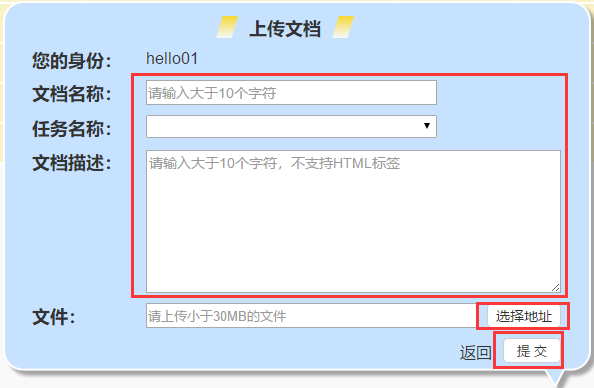 上传文档
您的身份： hello01
文档名称： 请输入大于10个字符
任务名称：
文档描述： 请输入大于10个字符，不支持HTML标签
文件： 请上传小于30MB的文件 选择地址
返回 提 交